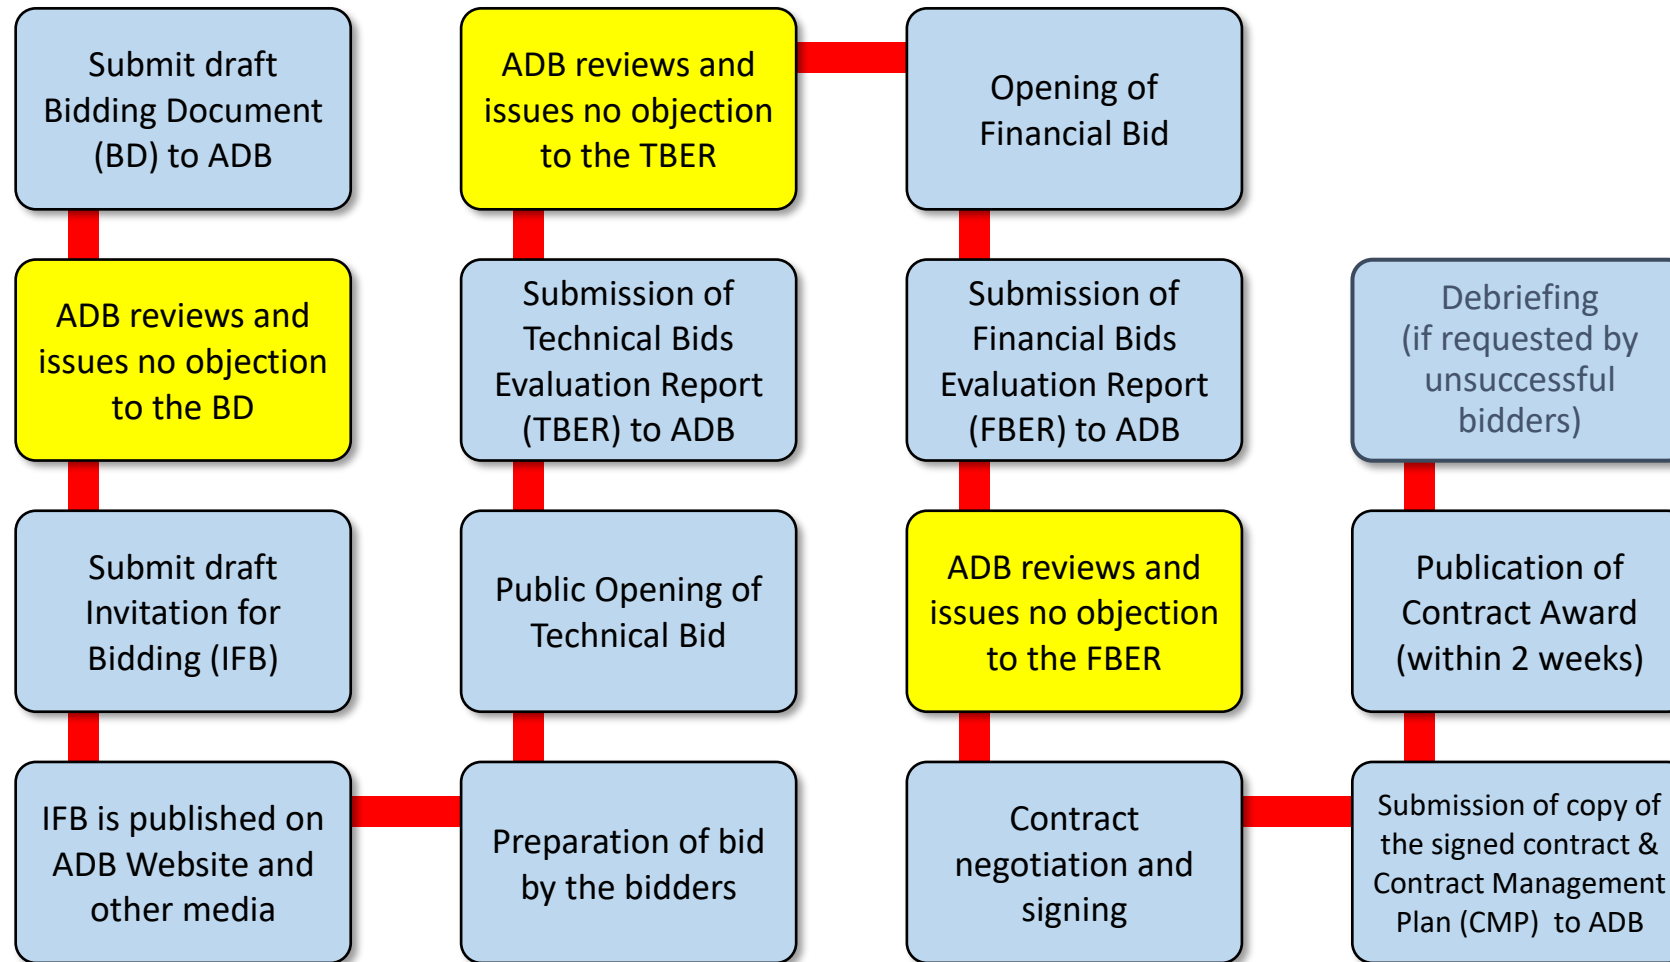 Submit draft
Bidding Document
(BD) to ADB
ADB reviews and
issues no objection
to the BD
Submit draft
Invitation for
Bidding (IFB)
IFB is published on
ADB Website and
other media
Preparation of bid
by the bidders
Public Opening of
Technical Bid
Submission of
Technical Bids
Evaluation Report
(TBER) to ADB
ADB reviews and
issues no objection
to the TBER
Opening of
Financial Bid
Submission of
Financial Bids
Evaluation Report
(FBER) to ADB
ADB reviews and
issues no objection
to the FBER
Contract
negotiation and
signing
Submission of copy of
the signed contract &
Contract Management
Plan (CMP) to ADB
Publication of
Contract Award
(within 2 weeks)
Debriefing
(if requested by
unsuccessful
bidders)